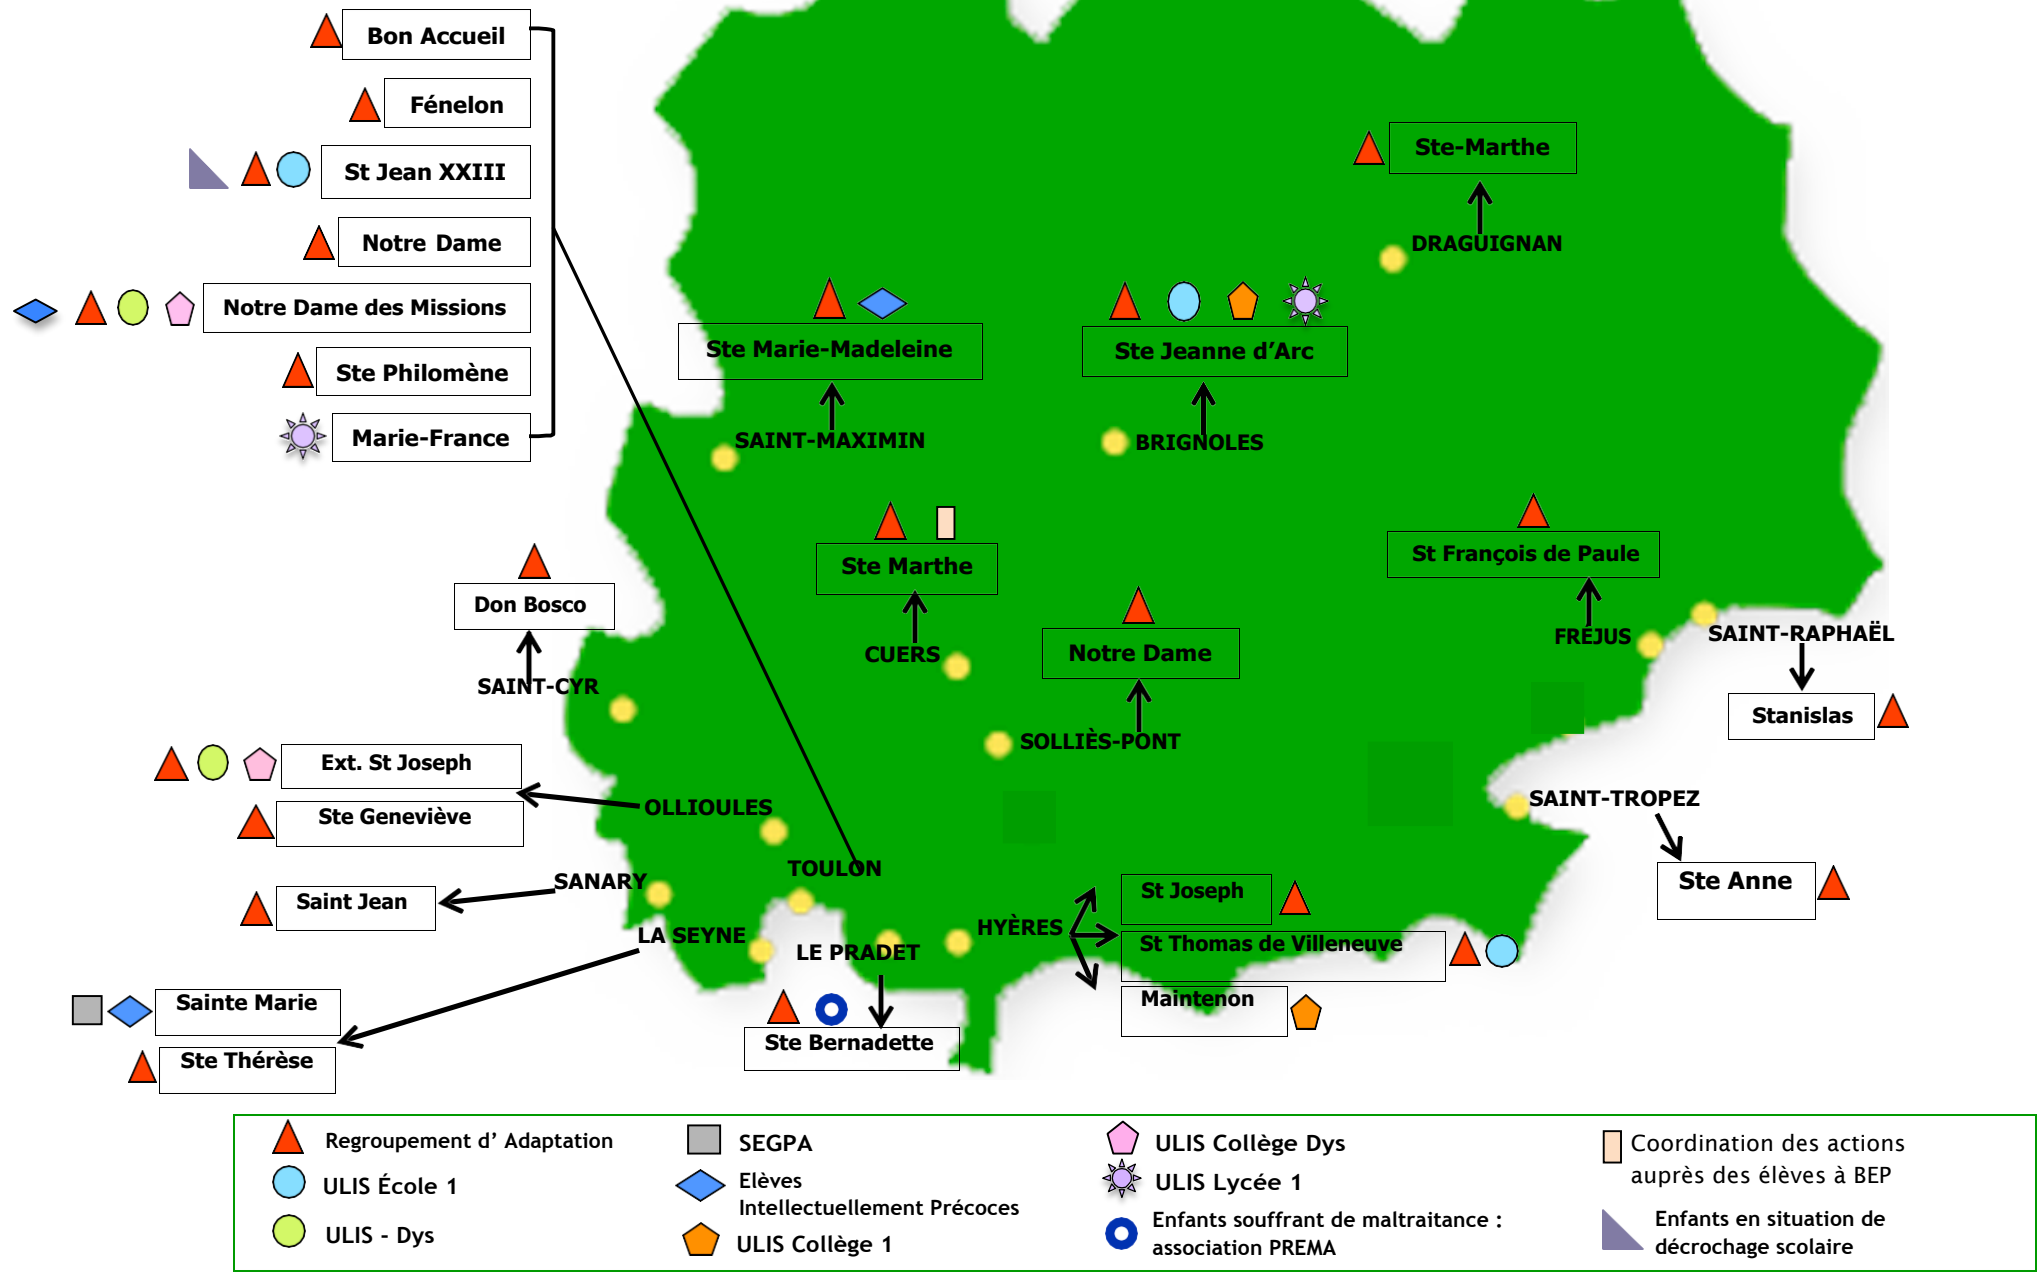 Bon Accueil
Fénelon
St Jean XXIII
Notre Dame
Notre Dame des Missions
Ste Philomène
Marie-France
Ste-Marthe
DRAGUIGNAN
Ste Marie-Madeleine
SAINT-MAXIMIN
Ste Jeanne d’Arc
BRIGNOLES
Ste Marthe
CUERS
St François de Paule
FRÉJUS
SAINT-RAPHAËL
Stanislas
Don Bosco
SAINT-CYR
Notre Dame
SOLLIÈS-PONT
Ext. St Joseph
Ste Geneviève
OLLIOULES
SAINT-TROPEZ
Ste Anne
TOULON
SANARY
Saint Jean
LA SEYNE
LE PRADET
HYÈRES
St Joseph
St Thomas de Villeneuve
Maintenon
Sainte Marie
Ste Thérèse
Ste Bernadette
Regroupement d’ Adaptation
ULIS École 1
ULIS - Dys
SEGPA
Elèves
Intellectuellement Précoces
ULIS Collège 1
ULIS Collège Dys
ULIS Lycée 1
Enfants souffrant de maltraitance :
association PREMA
Coordination des actions
auprès des élèves à BEP
Enfants en situation de
décrochage scolaire